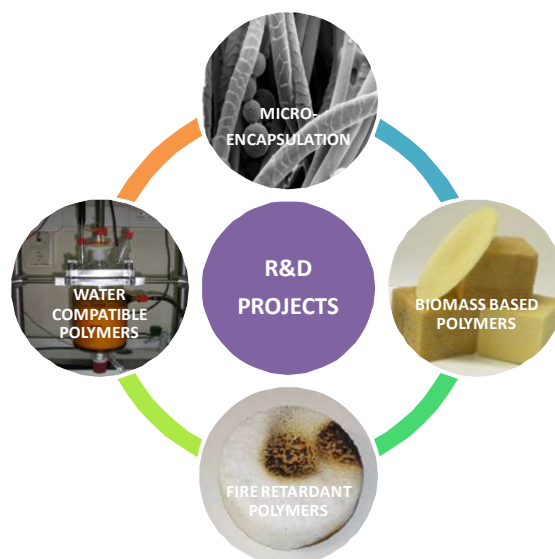 MICRO-
ENCAPSULATION
R&D
PROJECTS
WATER
COMPATIBLE
POLYMERS
BIOMASS BASED
POLYMERS
FIRE RETARDANT
POLYMERS